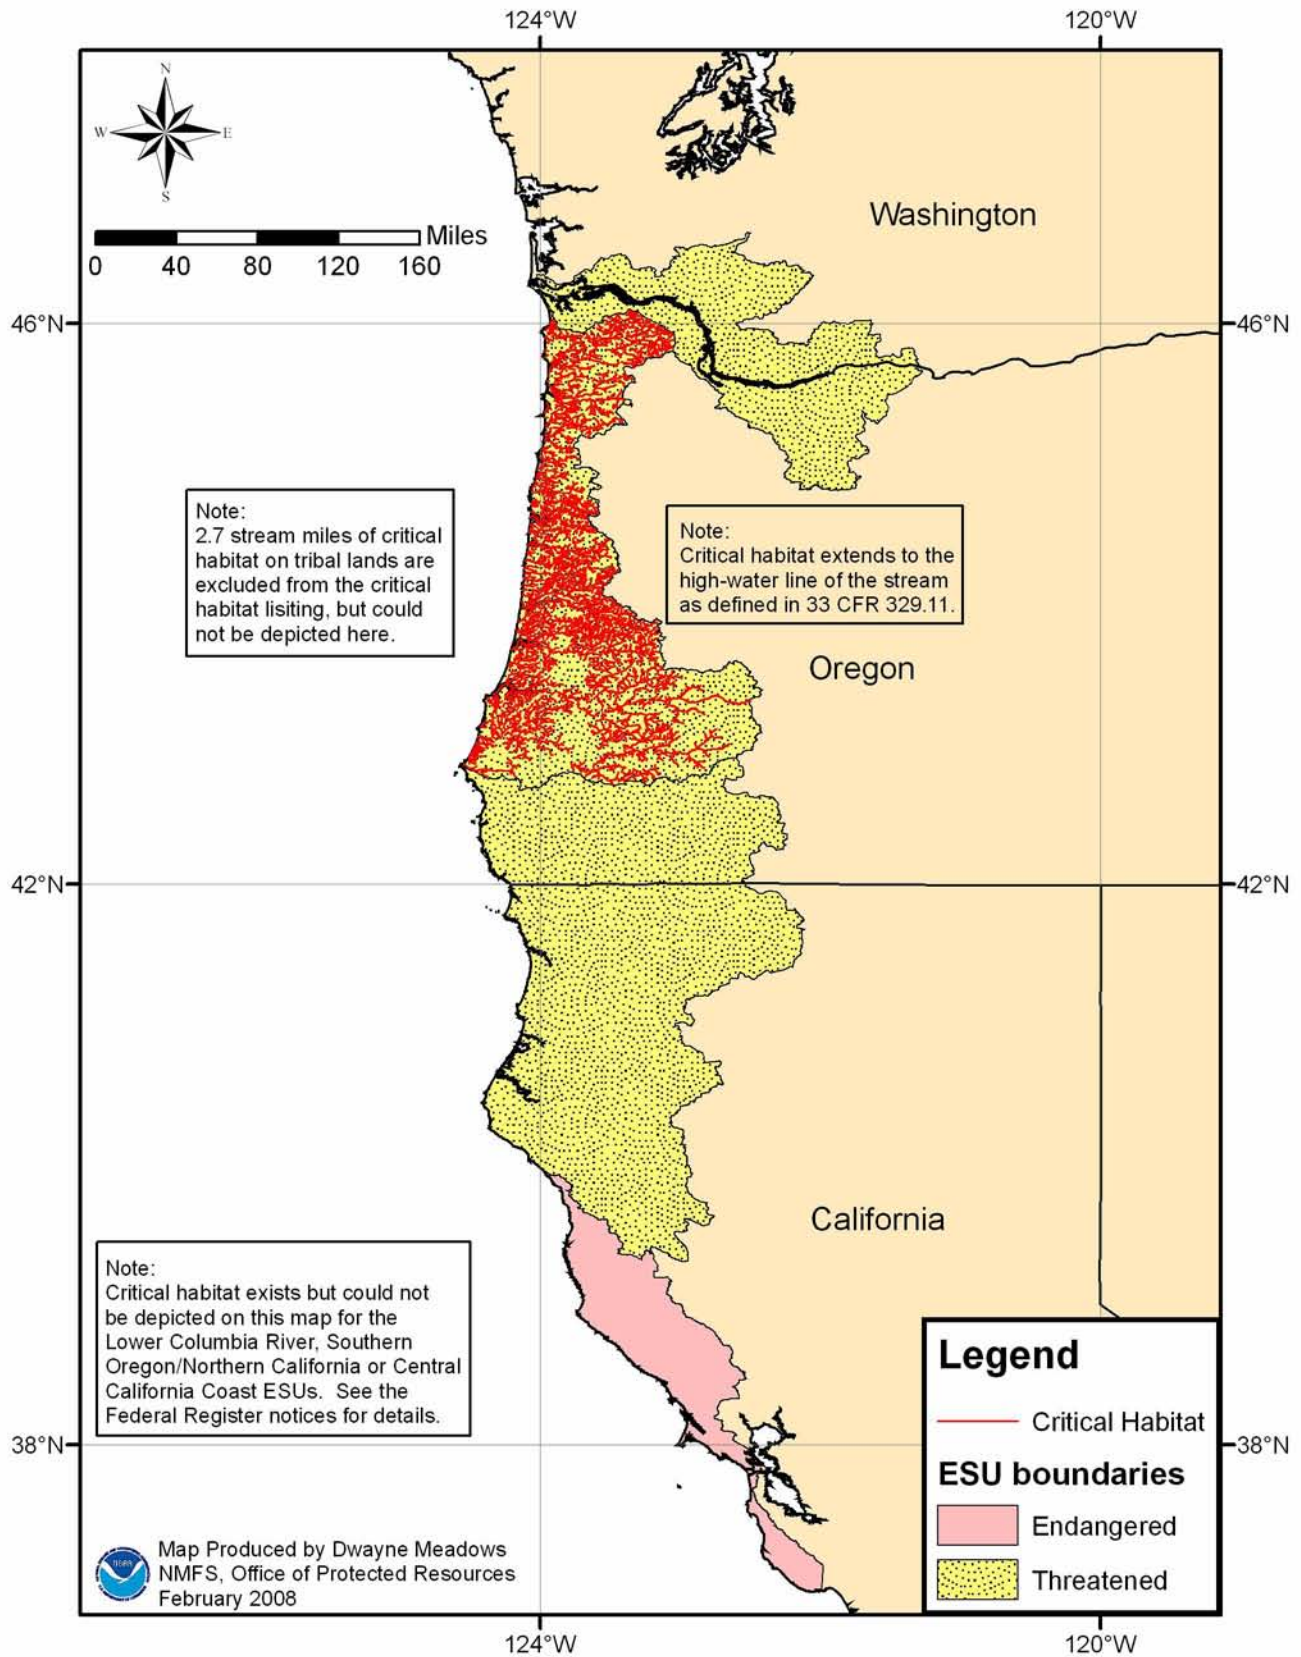 124°W
120°W
N
W
E
S
Washington
Miles
0 40 80 120 160
46°N
46°N
Note:
2.7 stream miles of critical
habitat on tribal lands are
excluded from the critical
habitat lisiting, but could
not be depicted here.
Note:
Critical habitat extends to the
high-water line of the stream
as defined in 33 CFR 329.11.
Oregon
42°N
42°N
California
Note:
Critical habitat exists but could not
be depicted on this map for the
Lower Columbia River, Southern
Oregon/Northern California or Central
California Coast ESUs. See the
Federal Register notices for details.
Legend
Critical Habitat
ESU boundaries
Endangered
Threatened
38°N
38°N
NOAA
Map Produced by Dwayne Meadows
NMFS, Office of Protected Resources
February 2008
124°W
120°W